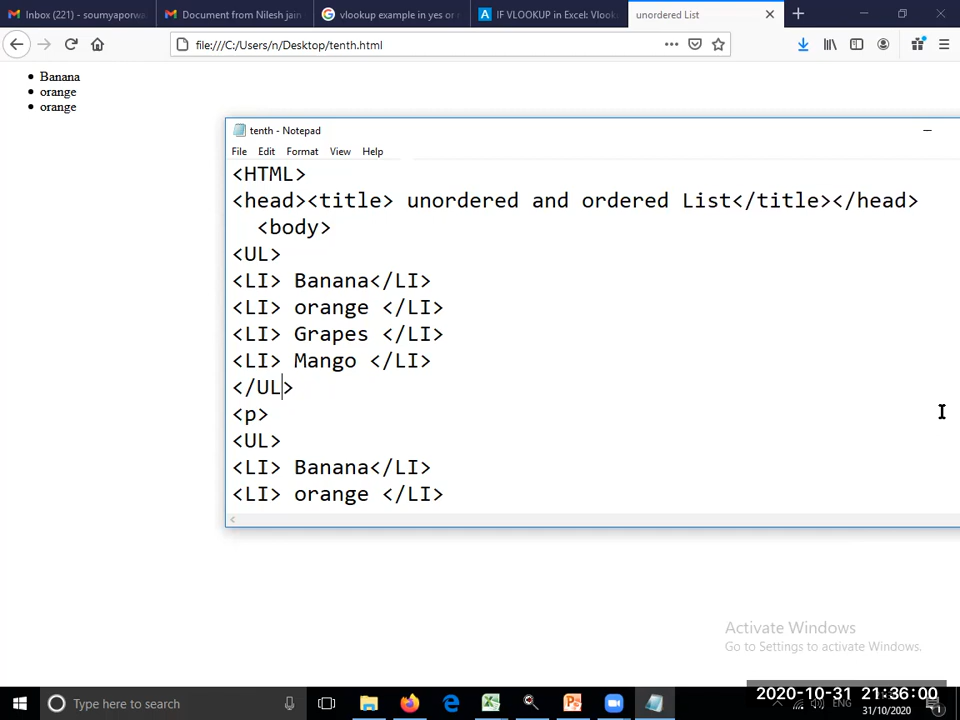 Inbox (221) - soumyaporwa
Document from Nilesh jain
vlookup example in yes or
IF VLOOKUP in Excel: Vlook
unordered List
file:///C:/Users/n/Desktop/tenth.html
Banana
orange
orange
tenth - Notepad
File Edit Format View Help
<HTML>
<head><title> unordered and ordered List</title></head>
<body>
<UL>
<LI> Banana</LI>
<LI> orange </LI>
<LI> Grapes </LI>
<LI> Mango </LI>
</UL>
<p>
<UL>
<LI> Banana</LI>
<LI> orange </LI>
Activate Windows
Go to Settings to activate Windows.
Type here to search
ENG
2020-10-31 21:36:00
31/10/2020